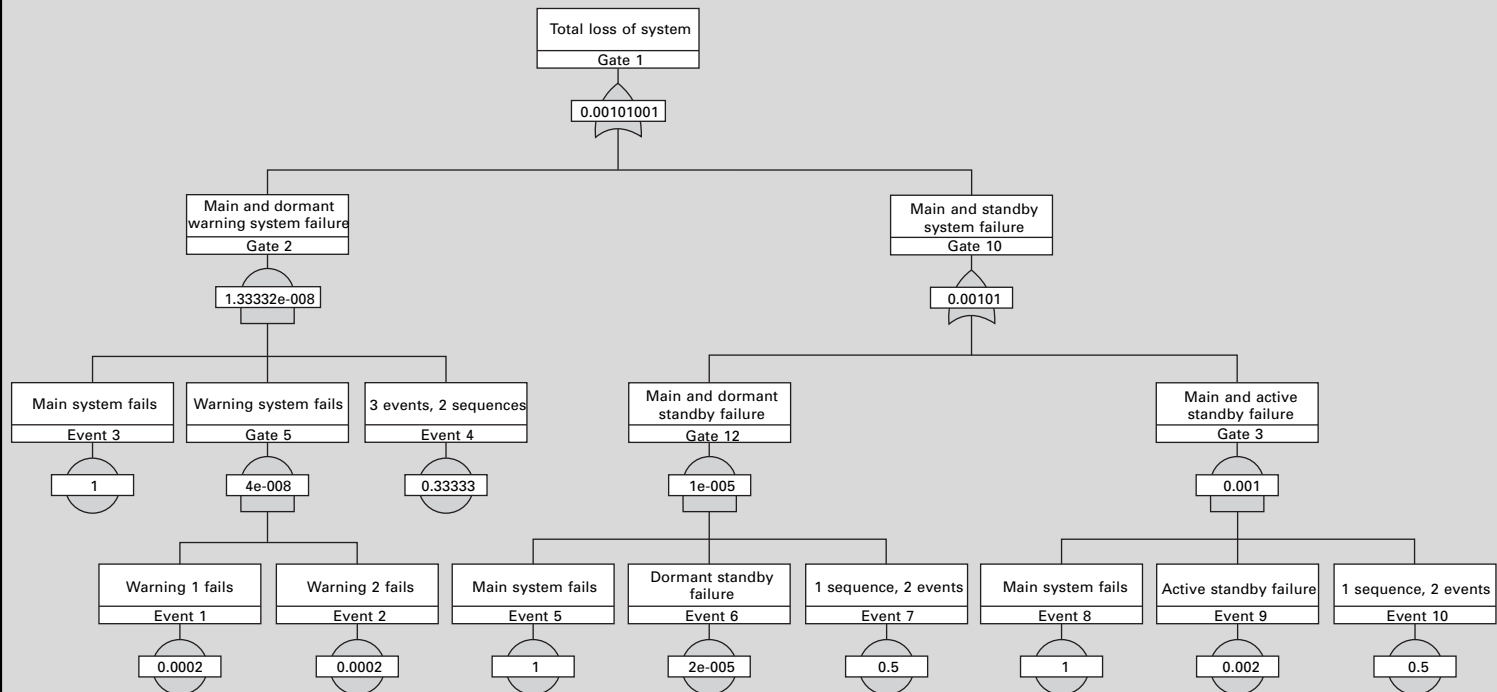 Total loss of system
Gate 1
0.00101001
Main and dormant
warning system failure
Gate 2
1.33332e-008
Main and standby
system failure
Gate 10
0.00101
Main system fails
Event 3
1
Warning system fails
Gate 5
4e-008
3 events, 2 sequences
Event 4
0.33333
Main and dormant
standby failure
Gate 12
1e-005
Main and active
standby failure
Gate 3
0.001
Warning 1 fails
Event 1
0.0002
Warning 2 fails
Event 2
0.0002
Main system fails
Event 5
1
Dormant standby
failure
Event 6
2e-005
1 sequence, 2 events
Event 7
0.5
Main system fails
Event 8
1
Active standby failure
Event 9
0.002
1 sequence, 2 events
Event 10
0.5